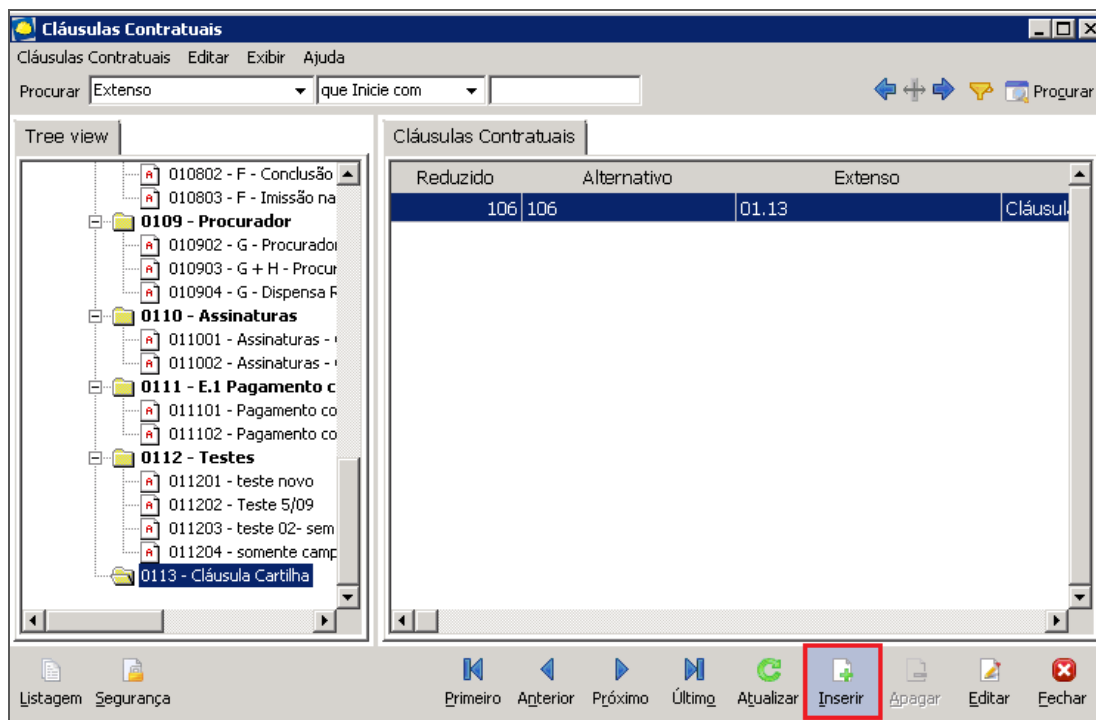 Cláusulas Contratuais
Cláusulas Contratuais Editar Exibir Ajuda
Procurar Extenso que Inicie com Procurar
Tree view
010802 - F - Conclusão
010803 - F - Imissão na
0109 - Procurador
010902 - G - Procurador
010903 - G + H - Procur
010904 - G - Dispensa R
0110 - Assinaturas
011001 - Assinaturas -
011002 - Assinaturas -
0111 - E.1 Pagamento c
011101 - Pagamento co
011102 - Pagamento co
0112 - Testes
011201 - teste novo
011202 - Teste 5/09
011203 - teste 02- sem
011204 - somente camp
0113 - Cláusula Cartilha
Cláusulas Contratuais
Reduzido Alternativo Extenso
106 106 01.13 Cláusul
Listagem Segurança Primeiro Anterior Próximo Último Atualizar Inserir Apagar Editar Fechar